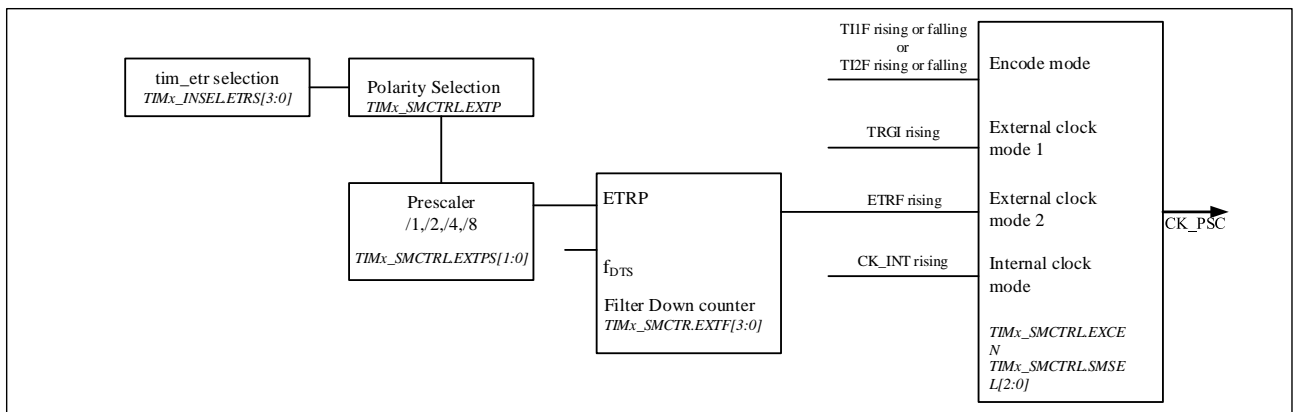 tim_etr selection
TIMx_INSEL.ETRS[3:0]
Polarity Selection
TIMx_SMCTRL.EXTP
Prescaler
/1,/2,/4,/8
TIMx_SMCTRL.EXTPS[1:0]
ETRP
fDTS
Filter Down counter
TIMx_SMCTR.EXTF[3:0]
TI1F rising or falling
or
TI2F rising or falling
TRGI rising
ETRF rising
CK_INT rising
Encode mode
External clock
mode 1
External clock
mode 2
Internal clock
mode
TIMx_SMCTRL.EXCE
N
TIMx_SMCTRL.SMSE
L[2:0]
CK_PSC